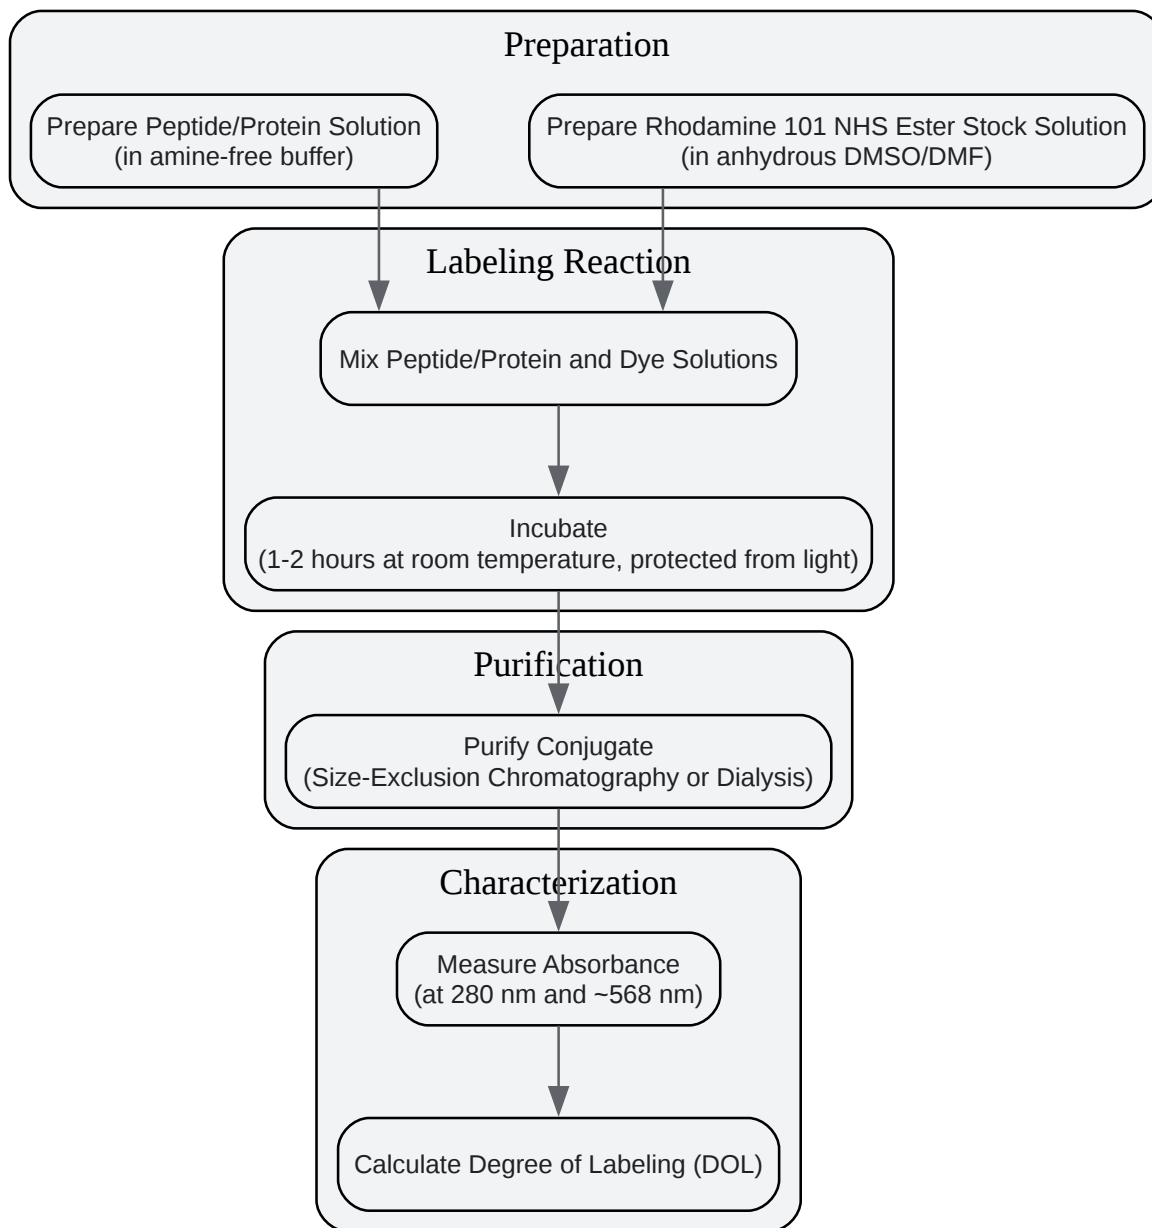 Preparation
Prepare Peptide/Protein Solution
(in amine-free buffer)
Prepare Rhodamine 101 NHS Ester Stock Solution
(in anhydrous DMSO/DMF)
Labeling Reaction
Mix Peptide/Protein and Dye Solutions
Incubate
(1-2 hours at room temperature, protected from light)
Purification
Purify Conjugate
(Size-Exclusion Chromatography or Dialysis)
Characterization
Measure Absorbance
(at 280 nm and ~568 nm)
Calculate Degree of Labeling (DOL)